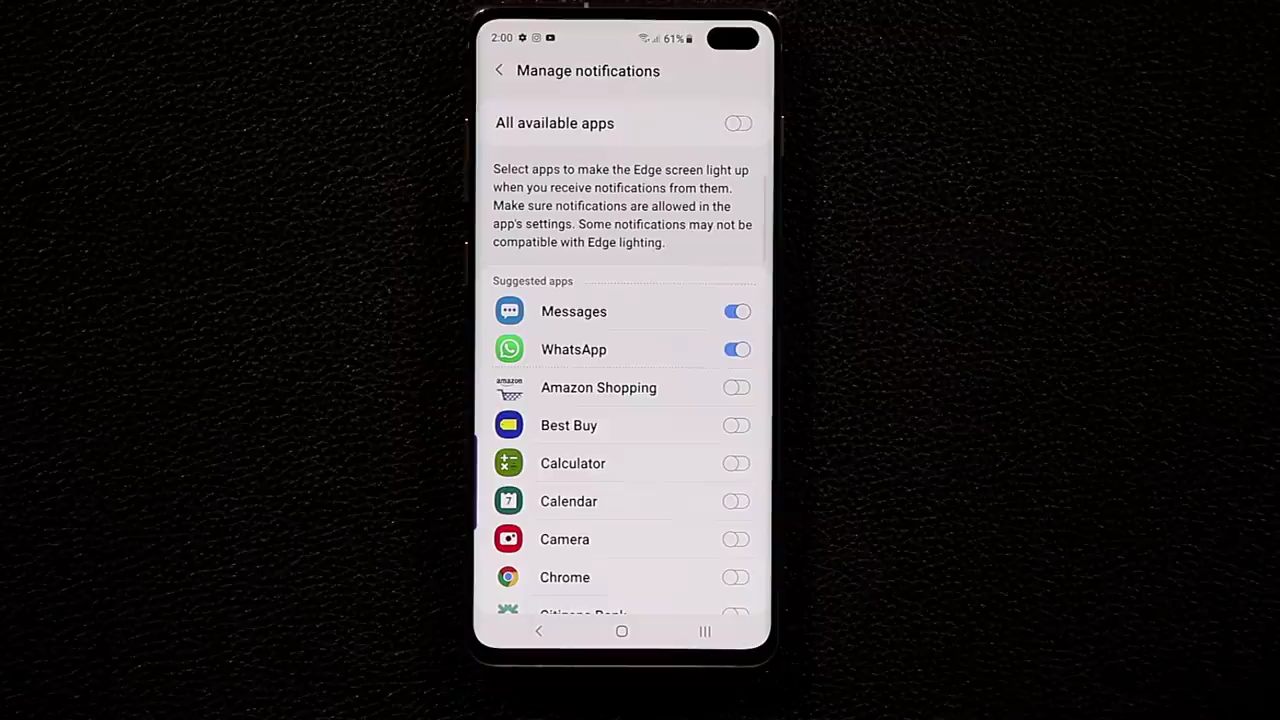 2:00 61%
Manage notifications
All available apps
Select apps to make the Edge screen light up
when you receive notifications from them.
Make sure notifications are allowed in the
app's settings. Some notifications may not be
compatible with Edge lighting.
Suggested apps
Messages
WhatsApp
amazon Amazon Shopping
Best Buy
Calculator
7 Calendar
Camera
Chrome
Citizens Bank